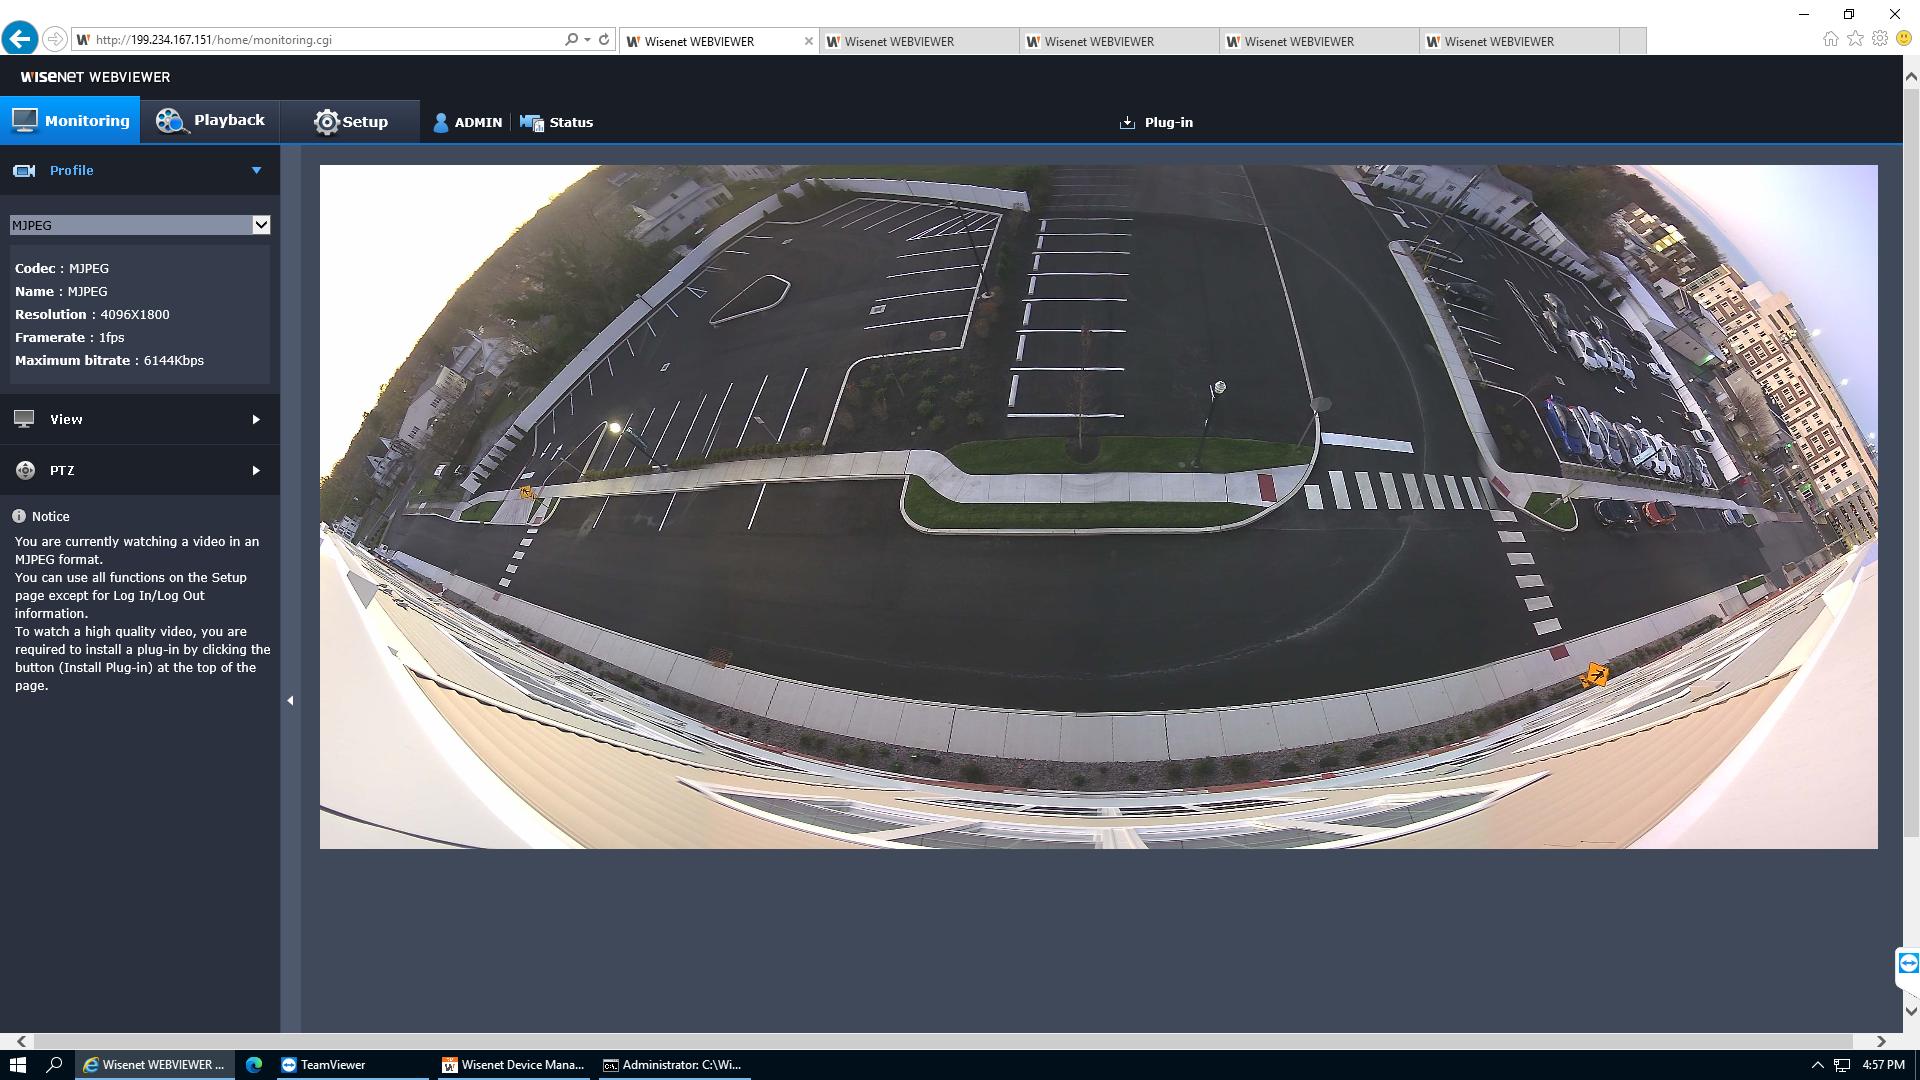 http://199.234.167.151/home/monitoring.cgi
Wisenet WEBVIEWER
Wisenet WEBVIEWER
Wisenet WEBVIEWER
Wisenet WEBVIEWER
Wisenet WEBVIEWER
WISENET WEBVIEWER
Monitoring
Playback
Setup
ADMIN
Status
Plug-in
Profile
MJPEG
Codec : MJPEG
Name : MJPEG
Resolution : 4096X1800
Framerate : 1fps
Maximum bitrate : 6144Kbps
View
PTZ
Notice
You are currently watching a video in an
MJPEG format.
You can use all functions on the Setup
page except for Log In/Log Out
information.
To watch a high quality video, you are
required to install a plug-in by clicking the
button (Install Plug-in) at the top of the
page.
Wisenet WEBVIEWER ...
TeamViewer
Wisenet Device Mana...
Administrator: C:\Wi...
4:57 PM